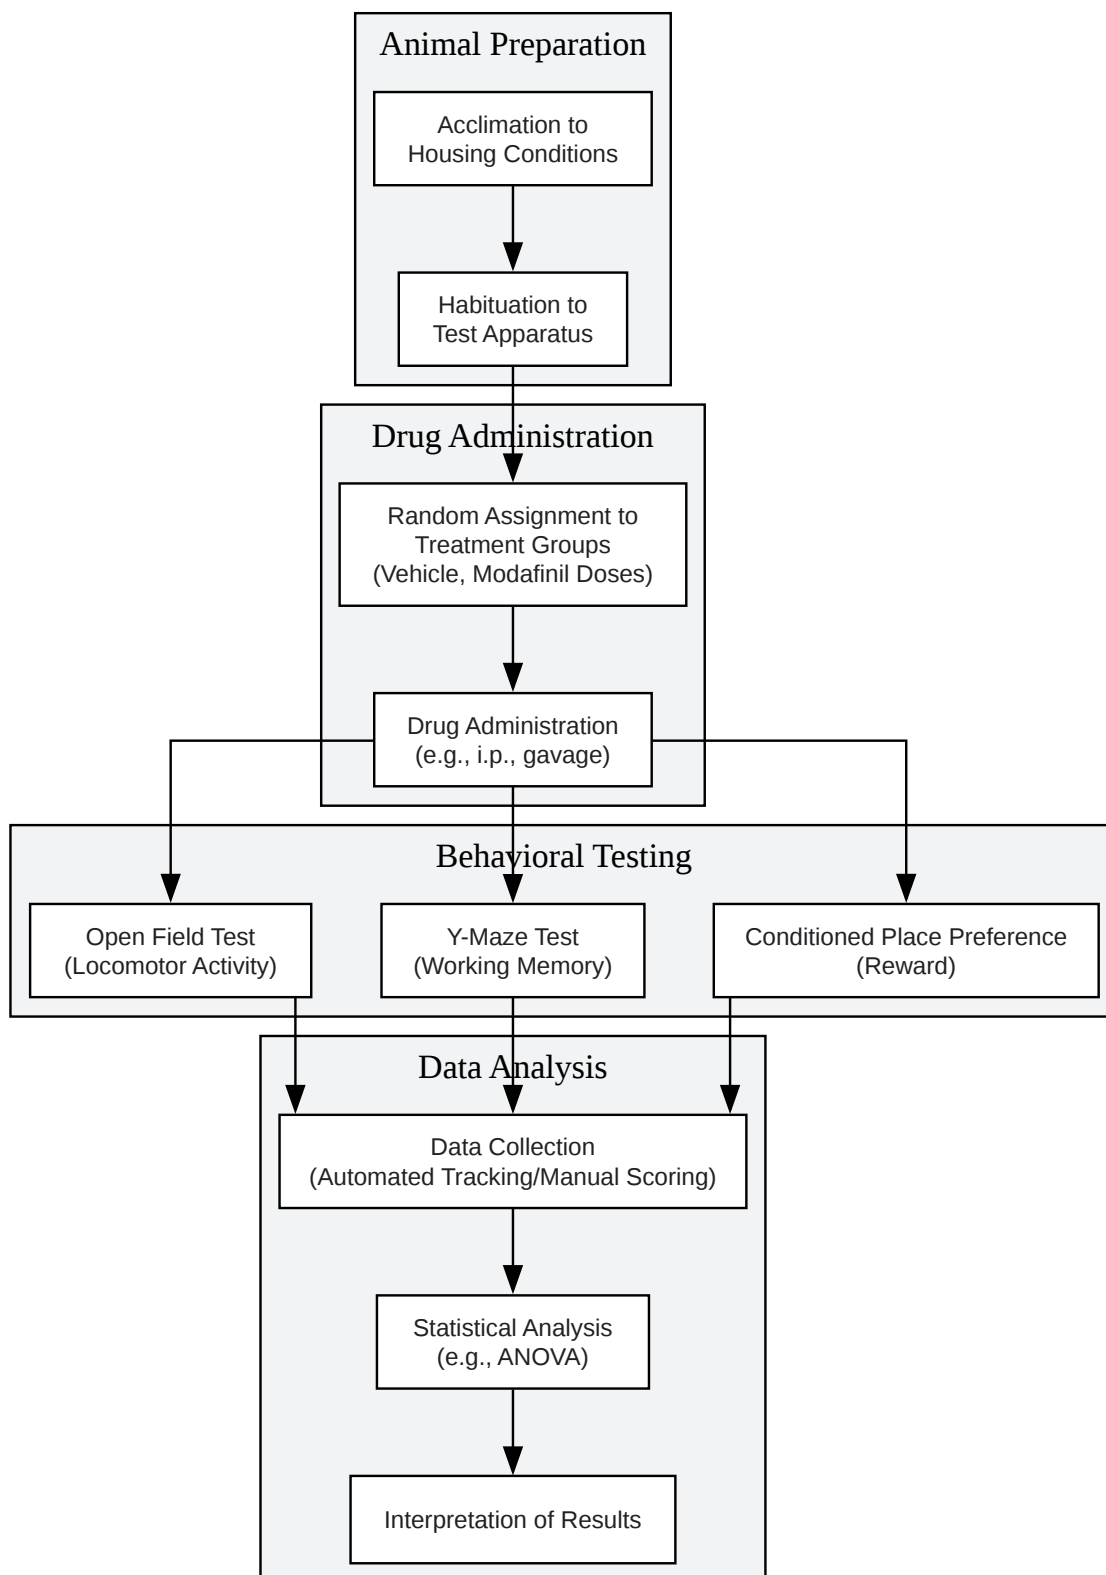 Animal Preparation
Acclimation to
Housing Conditions
Habituation to
Test Apparatus
Drug Administration
Random Assignment to
Treatment Groups
(Vehicle, Modafinil Doses)
Drug Administration
(e.g., i.p., gavage)
Behavioral Testing
Open Field Test
(Locomotor Activity)
Y-Maze Test
(Working Memory)
Conditioned Place Preference
(Reward)
Data Analysis
Data Collection
(Automated Tracking/Manual Scoring)
Statistical Analysis
(e.g., ANOVA)
Interpretation of Results